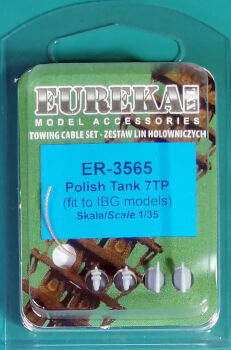 EUREKA XXL
MODEL ACCESSORIES
TOWING CABLE SET - ZESTAW LIN HOLOWNICZYCH
ER-3565
Polish Tank 7TP
(fit to IBG models)
Skala/Scale 1/35